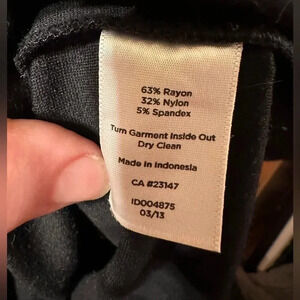 63% Rayon
32% Nylon
5% Spandex
Turn Garment Inside Out
Dry Clean
Made in Indonesia
CA #23147
ID004875
03/13